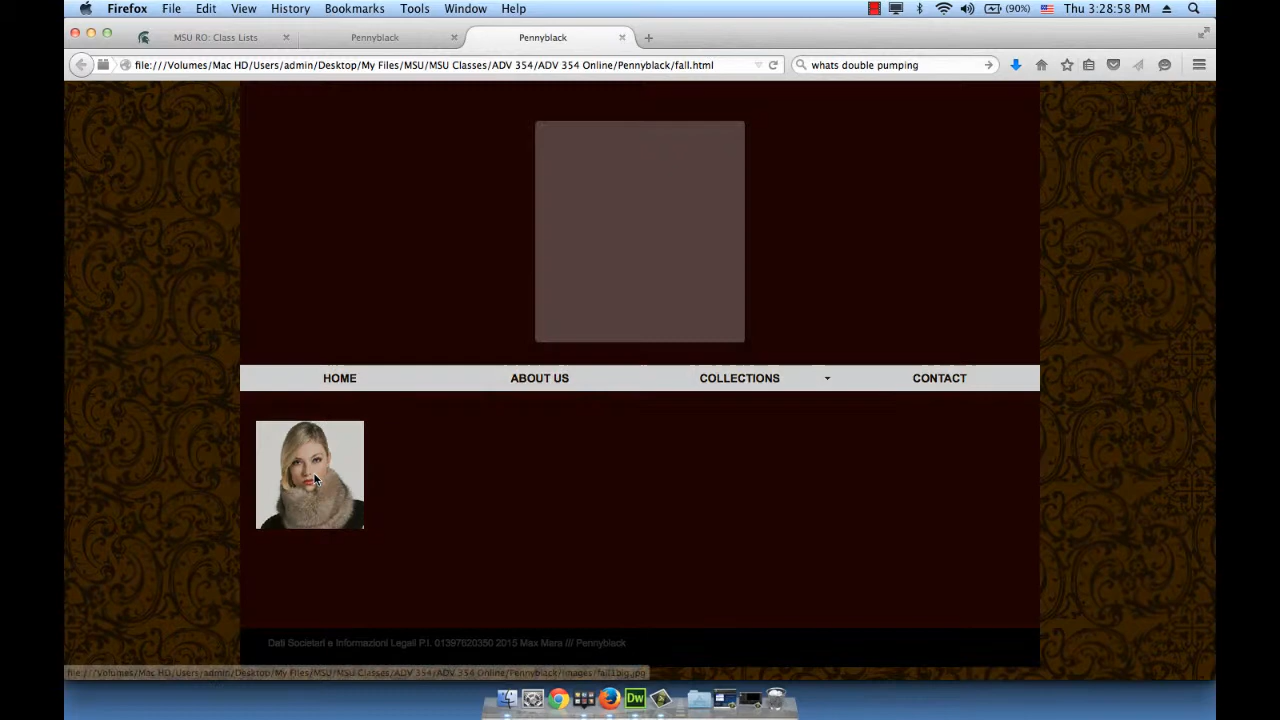 Firefox File Edit View History Bookmarks Tools Window Help (90%) Thu 3:28:58 PM
MSU RO: Class Lists Pennyblack Pennyblack
file:///Volumes/Mac HD/Users/admin/Desktop/My Files/MSU/MSU Classes/ADV 354/ADV 354 Online/Pennyblack/fall.html whats double pumping
HOME ABOUT US COLLECTIONS CONTACT
Dati Societari e Informazioni Legali P.I. 01397620350 2015 Max Mara /// Pennyblack
file:///Volumes/Mac HD/Users/admin/Desktop/My Files/MSU/MSU Classes/ADV 354/ADV 354 Online/Pennyblack/images/fall1big.jpg
Dw